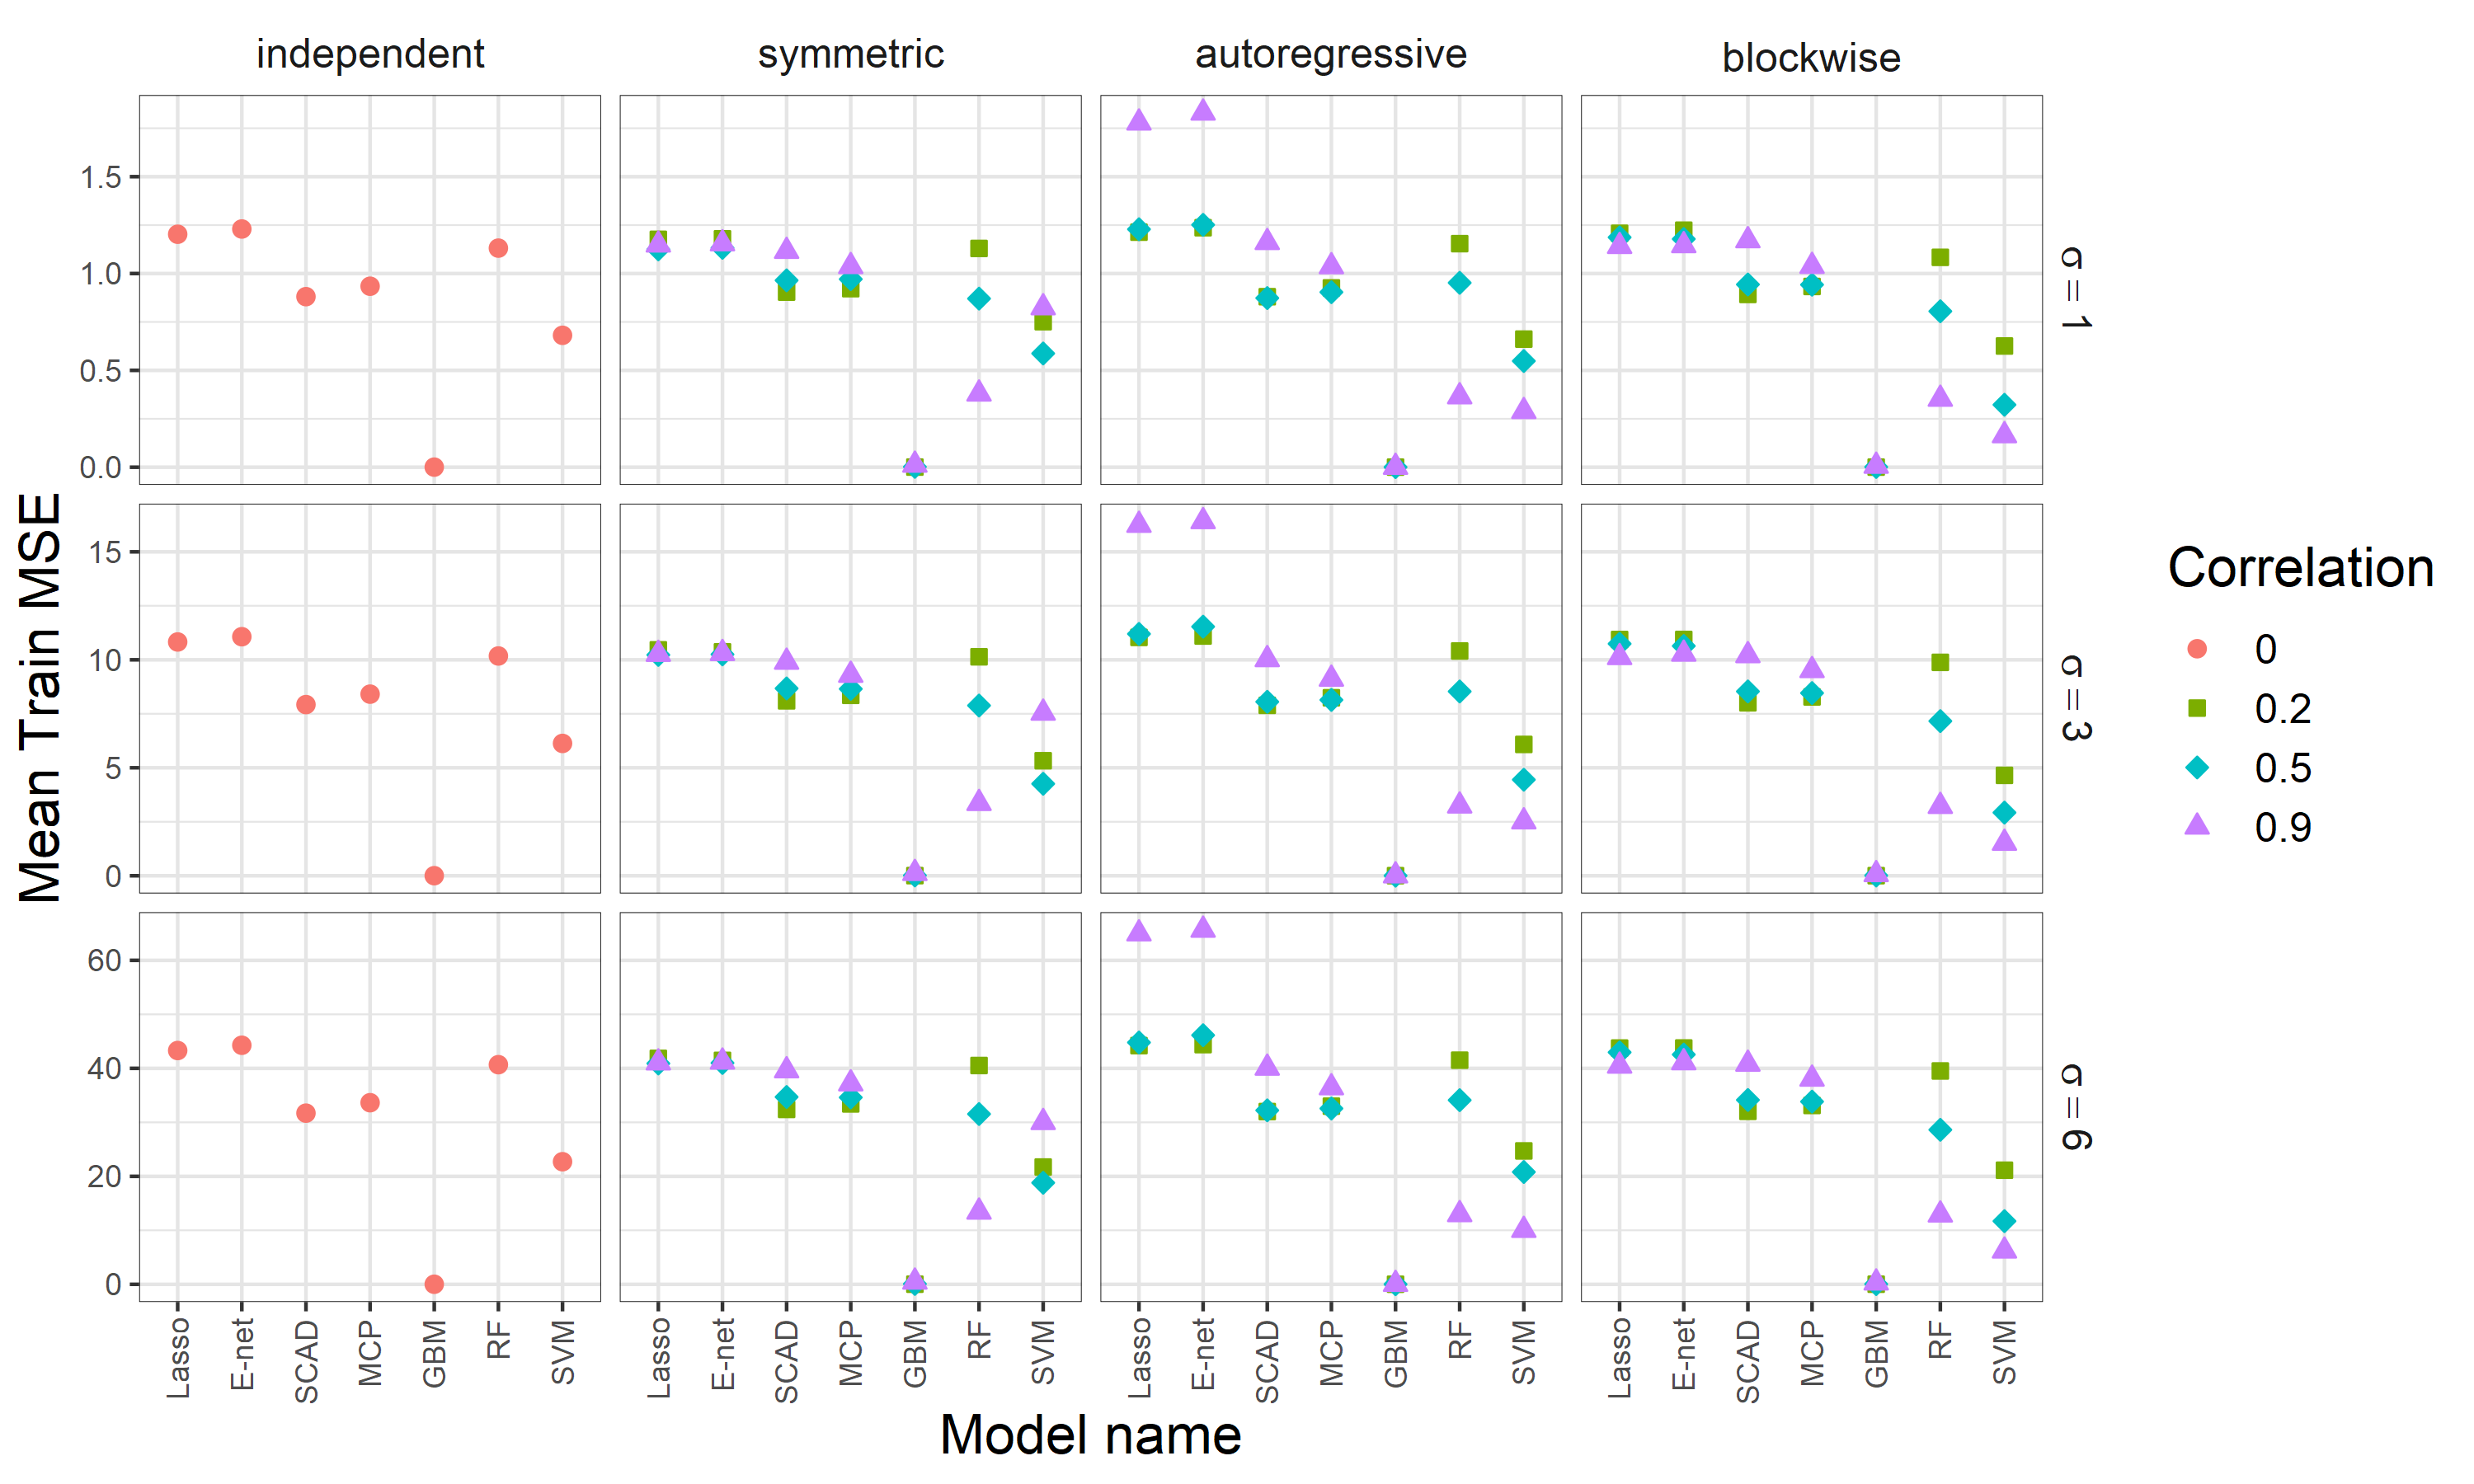 independent symmetric autoregressive blockwise
Mean Train MSE
1.5
1.0
0.5
0.0
σ = 1
15
10
5
0
σ = 3
60
40
20
0
σ = 6
Lasso E-net SCAD MCP GBM RF SVM Lasso E-net SCAD MCP GBM RF SVM Lasso E-net SCAD MCP GBM RF SVM Lasso E-net SCAD MCP GBM RF SVM
Model name
Correlation
0
0.2
0.5
0.9